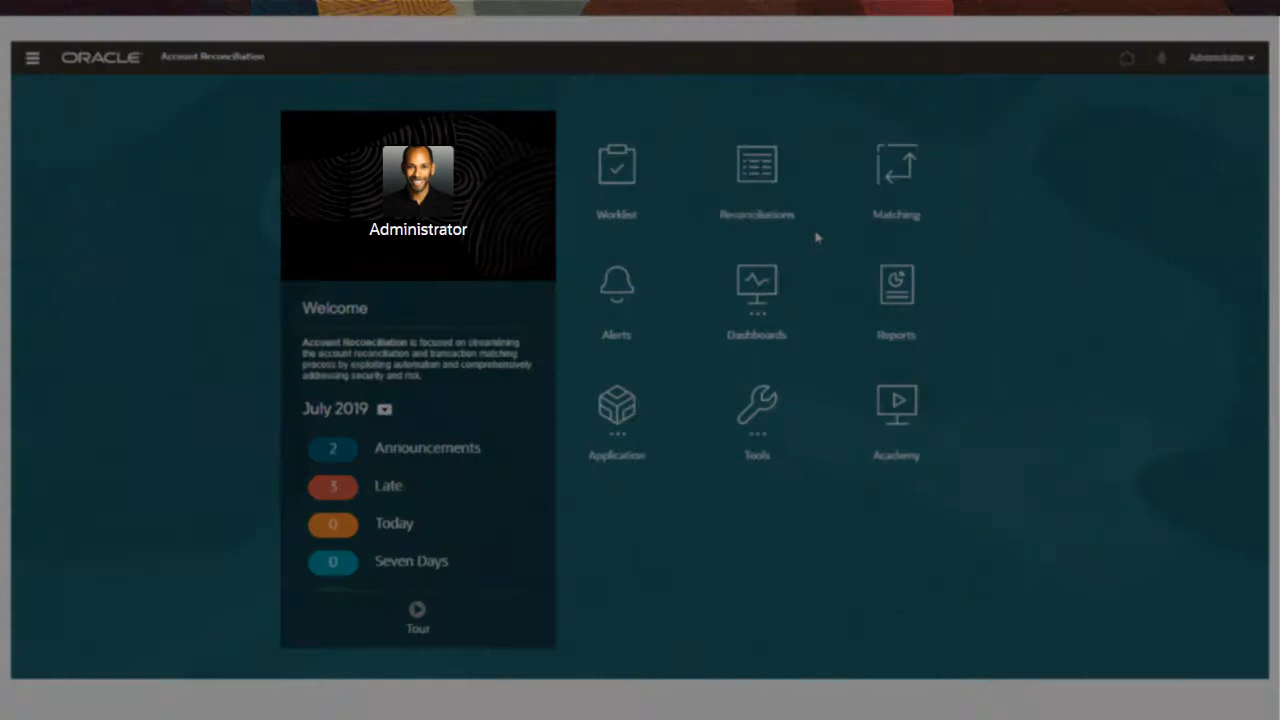 ORACLE Account Reconciliation
Administrator
Administrator
Welcome
Account Reconciliation is focused on streamlining
the account reconciliation and transaction matching
process by exploiting automation and comprehensively
addressing security and risk.
July 2019
2 Announcements
3 Late
0 Today
0 Seven Days
Tour
Worklist
Reconciliations
Matching
Alerts
Dashboards
Reports
Application
Tools
Academy